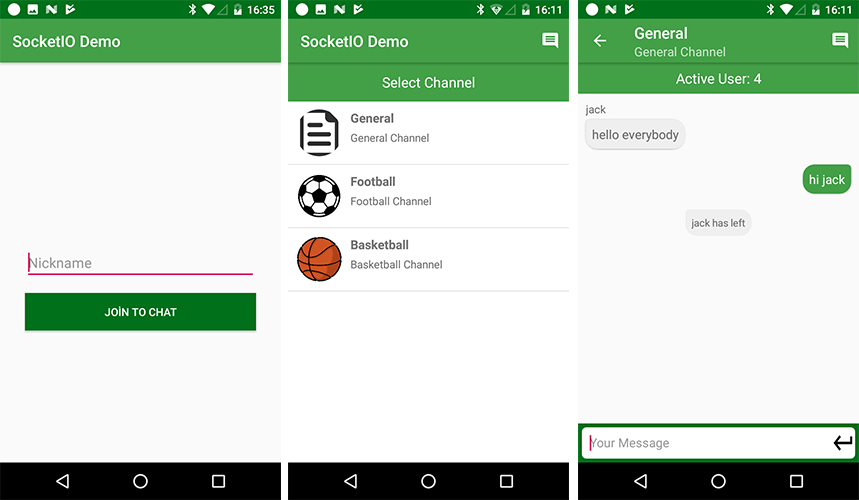 16:35
SocketIO Demo
Nickname
JOİN TO CHAT
16:11
SocketIO Demo
Select Channel
General
General Channel
Football
Football Channel
Basketball
Basketball Channel
16:11
General
General Channel
Active User: 4
jack
hello everybody
hi jack
jack has left
Your Message